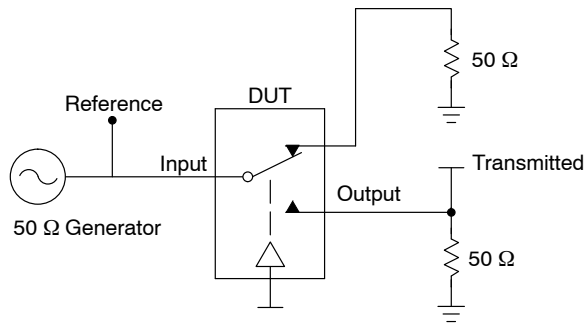 50 Ω
DUT
Reference
Input
Transmitted
Output
50 Ω Generator
50 Ω